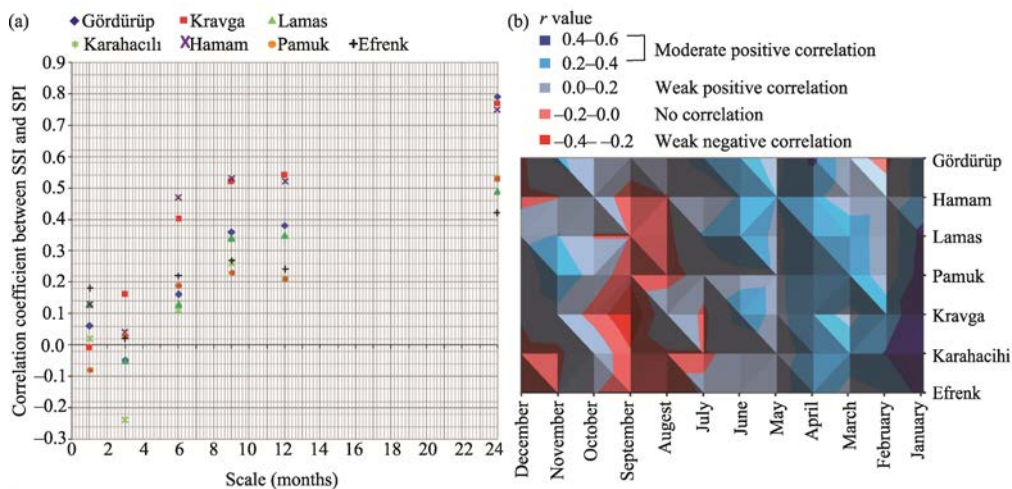 (a)
Gördürüp Kravga Lamas
Karahacılı Hamam Pamuk Efrenk
Correlation coefficient between SSI and SPI
0.9
0.8
0.7
0.6
0.5
0.4
0.3
0.2
0.1
0.0
−0.1
−0.2
−0.3
0 2 4 6 8 10 12 14 16 18 20 22 24
Scale (months)
(b)
r value
0.4–0.6
0.2–0.4
Moderate positive correlation
0.0–0.2 Weak positive correlation
−0.2–0.0 No correlation
−0.4– −0.2 Weak negative correlation
Gördürüp
Hamam
Lamas
Pamuk
Kravga
Karahacihi
Efrenk
December
November
October
September
Augest
July
June
May
April
March
February
January